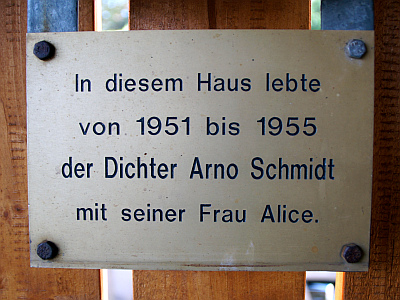 In diesem Haus lebte
von 1951 bis 1955
der Dichter Arno Schmidt
mit seiner Frau Alice.